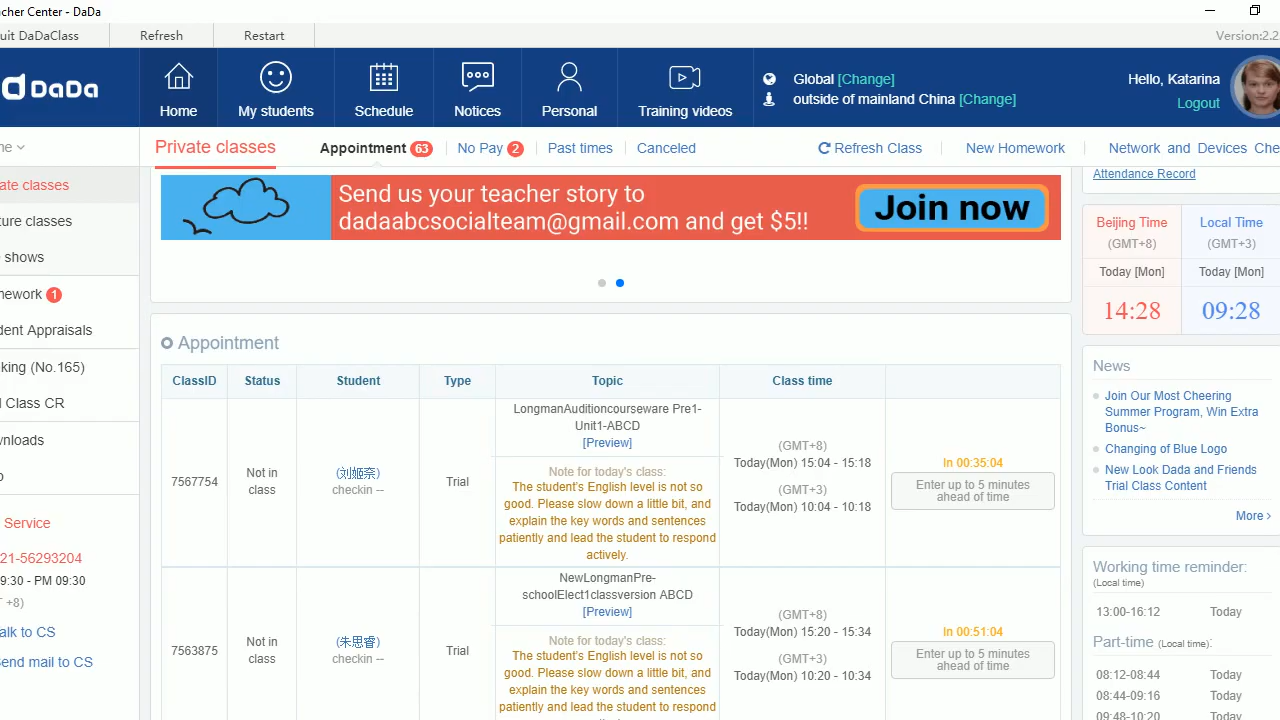 cher Center - DaDa
uit DaDaClass Refresh Restart Version:2.2
DaDa
Home My students Schedule Notices Personal Training videos
Global [Change]
outside of mainland China [Change]
Hello, Katarina
Logout
me
Private classes Appointment 63 No Pay 2 Past times Canceled Refresh Class New Homework Network and Devices Che
ate classes
ture classes
shows
mework 1
dent Appraisals
king (No.165)
l Class CR
wnloads
o
Service
21-56293204
9:30 - PM 09:30
+8)
alk to CS
Send mail to CS
Send us your teacher story to
dadaabcsocialteam@gmail.com and get $5!!
Join now
Appointment
ClassID Status Student Type Topic Class time
7567754
Not in
class
(刘姬奈)
checkin --
Trial
LongmanAuditioncourseware Pre1-
Unit1-ABCD
[Preview]
Note for today's class:
The student's English level is not so
good. Please slow down a little bit, and
explain the key words and sentences
patiently and lead the student to respond
actively.
(GMT+8)
Today(Mon) 15:04 - 15:18
(GMT+3)
Today(Mon) 10:04 - 10:18
In 00:35:04
Enter up to 5 minutes
ahead of time
7563875
Not in
class
(朱思睿)
checkin --
Trial
NewLongmanPre-
schoolElect1classversion ABCD
[Preview]
Note for today's class:
The student's English level is not so
good. Please slow down a little bit, and
explain the key words and sentences
patiently and lead the student to respond
(GMT+8)
Today(Mon) 15:20 - 15:34
(GMT+3)
Today(Mon) 10:20 - 10:34
In 00:51:04
Enter up to 5 minutes
ahead of time
Attendance Record
Beijing Time Local Time
(GMT+8) (GMT+3)
Today [Mon] Today [Mon]
14:28 09:28
News
Join Our Most Cheering
Summer Program, Win Extra
Bonus~
Changing of Blue Logo
New Look Dada and Friends
Trial Class Content
More ›
Working time reminder:
(Local time)
13:00-16:12 Today
Part-time (Local time):
08:12-08:44 Today
08:44-09:16 Today
09:48-10:20 Today